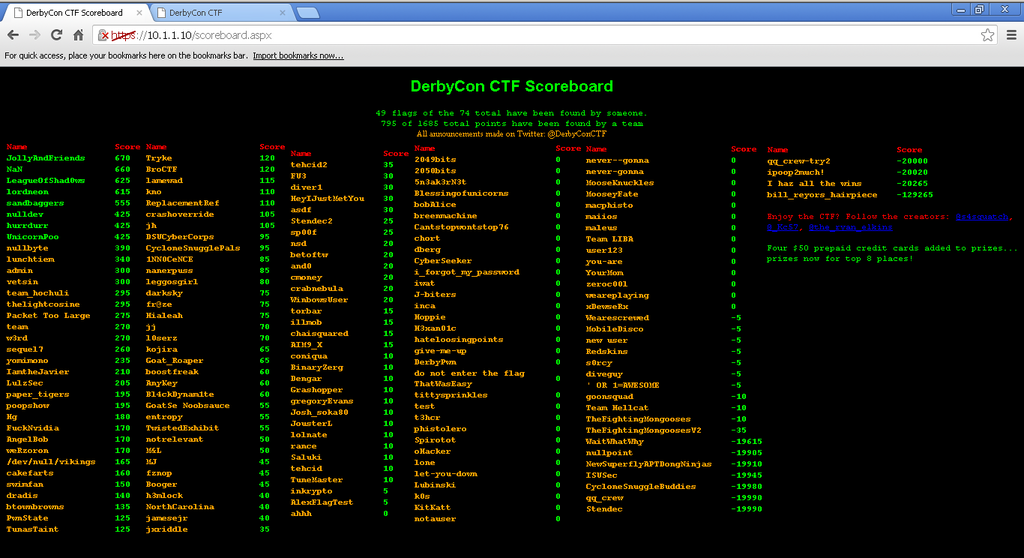 DerbyCon CTF Scoreboard
DerbyCon CTF
https://10.1.1.10/scoreboard.aspx
For quick access, place your bookmarks here on the bookmarks bar. Import bookmarks now...
DerbyCon CTF Scoreboard
49 flags of the 74 total have been found by someone.
795 of 1685 total points have been found by a team
All announcements made on Twitter: @DerbyConCTF
Name Score
JollyAndFriends 670
NaN 660
LeagueOfShad0ws 625
lordneon 615
sandbaggers 555
nulldev 425
hurrdurr 425
UnicornPoo 425
nullbyte 390
lunchtiem 340
admin 300
vetsin 300
team_hochuli 295
thelightcosine 295
Packet Too Large 275
team 270
w3rd 270
sequel7 260
yomimono 235
IamtheJavier 210
LulzSec 205
paper_tigers 195
poopshow 195
Hg 180
FuckNvidia 170
AngelBob 170
weRzoron 170
/dev/null/vikings 165
cakefarts 160
swimfan 150
dradis 140
btownbrowns 135
PwnState 125
TunasTaint 125
Name Score
Tryke 120
BroCTF 120
lamewad 115
kno 110
ReplacementRef 110
crashoverride 105
jh 105
DSUCyberCorps 95
CycloneSnugglePals 95
1NN0CeNCE 85
nanerpuss 85
leggosgirl 80
darksky 75
fr@ze 75
Hialeah 75
jj 70
l0serz 70
kojira 65
Goat_Roaper 65
boostfreak 60
AnyKey 60
Bl4ckDynam1te 60
GoatSe Noobsauce 55
entropy 55
TwistedExhibit 55
notrelevant 50
M&L 50
MJ 45
fznop 45
Booger 45
h3mlock 40
NorthCarolina 40
jamesejr 40
jxriddle 35
Name Score
tehcid2 35
FU3 30
diver1 30
HeyIJustMetYou 30
asdf 30
Stendec2 25
sp00f 25
nsd 20
betoftw 20
and0 20
cmoney 20
crabnebula 20
WinbowsUser 20
torbar 15
illmob 15
chaisquared 15
AIM9_X 15
coniqua 10
BinaryZerg 10
Dengar 10
Grashopper 10
gregoryEvans 10
Josh_soka80 10
JousterL 10
lolnate 10
rance 10
Saluki 10
tehcid 10
TuneMaster 10
inkrypto 5
AlexFlagTest 5
ahhh 0
Name Score
2049bits 0
2050bits 0
5n3ak3rN3t 0
Blessingofunicorns 0
bobAlice 0
breenmachine 0
Cantstopwontstop76 0
chort 0
dberg 0
CyberSeeker 0
i_forgot_my_password 0
iwat 0
J-biters 0
inca 0
Moppie 0
M3xan01c 0
hateloosingpoints 0
give-me-up 0
DerbyPwn 0
do not enter the flag ThatWasEasy 0
tittysprinkles 0
test 0
t3hcr 0
phistolero 0
Spirotot 0
oHacker 0
lone 0
let-you-down 0
Lubinski 0
k0s 0
KitKatt 0
notauser 0
Name Score
never--gonna 0
never-gonna 0
MooseKnuckles 0
MooseyFate 0
macphisto 0
maiios 0
maleus 0
Team LIBA 0
user123 0
you-are 0
YourMom 0
zeroc001 0
weareplaying 0
xDewseRx 0
Wearescrewed -5
MobileDisco -5
new user -5
Redskins -5
s0rcy -5
diveguy -5
' OR 1=AWESOME -5
goonsquad -10
Team Hellcat -10
TheFightingMongooses -10
TheFightingMongoosesV2 -35
WaitWhatWhy -19615
nullpoint -19905
NewSuperflyAPTDongNinjas -19910
ISUSec -19945
CycloneSnuggleBuddies -19980
qq_crew -19990
Stendec -19990
Name Score
qq_crew-try2 -20000
ipoop2much! -20020
I haz all the wins -20265
bill_reyors_hairpiece -129265
Enjoy the CTF? Follow the creators:
Four $50 prepaid credit cards added to prizes...
prizes now for top 8 places!